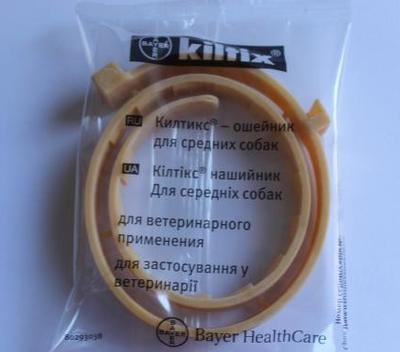 BAYER
kiltix®
RU Килтикс® – ошейник
для средних собак
UA Кілтікс® нашийник
Для середніх собак
для ветеринарного
применения
для застосування у
ветеринарії
80293038
BAYER Bayer HealthCare